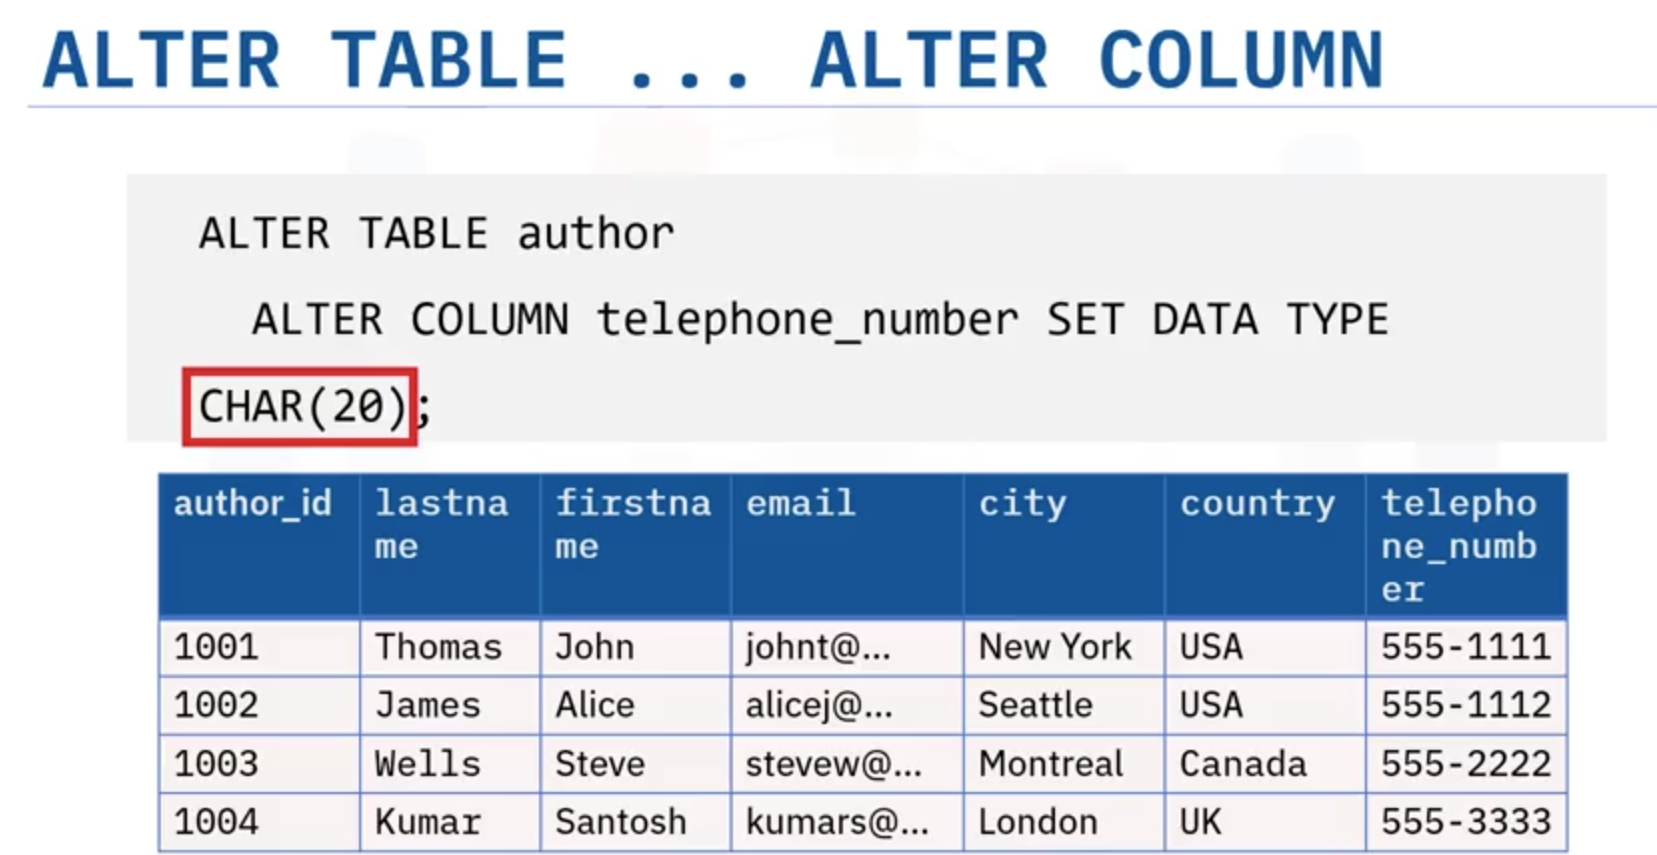 ALTER TABLE ... ALTER COLUMN
ALTER TABLE author
ALTER COLUMN telephone_number SET DATA TYPE
CHAR(20);
author_id lastna firstna email city country telepho
me me ne_numb
er
1001 Thomas John johnt@... New York USA 555-1111
1002 James Alice alicej@... Seattle USA 555-1112
1003 Wells Steve stevew@... Montreal Canada 555-2222
1004 Kumar Santosh kumars@... London UK 555-3333